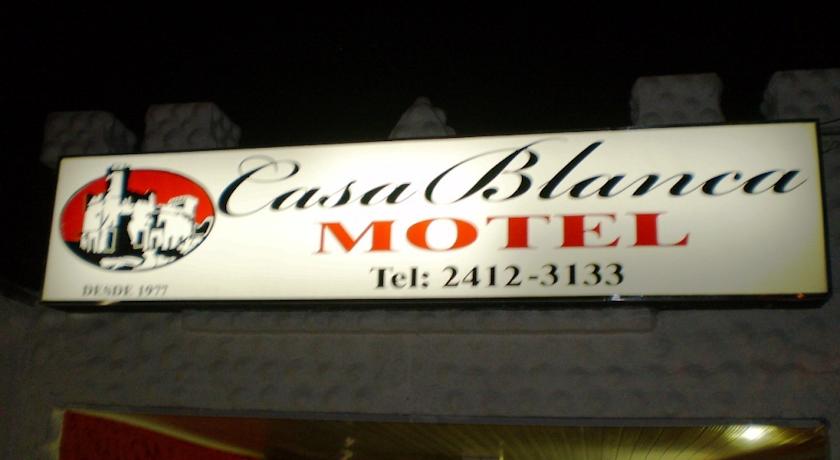 Casa Blanca
MOTEL
Tel: 2412-3133
DESDE 1977